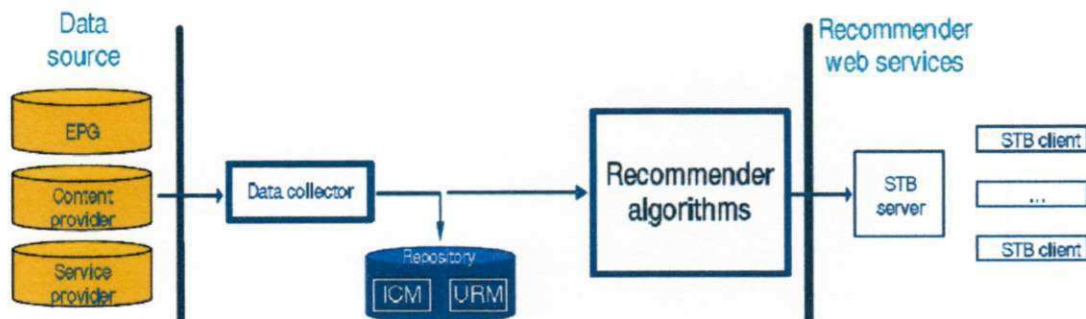 Data
source
EPG
Content
provider
Service
provider
Data collector
Repository
ICM
URM
Recommender
algorithms
Recommender
web services
STB
server
STB client
...
STB client